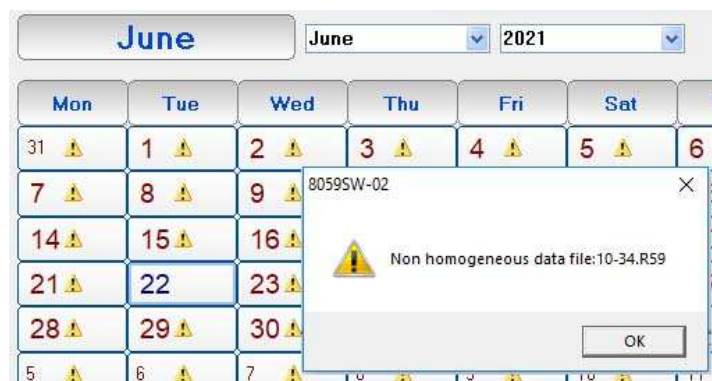 June June 2021
Mon Tue Wed Thu Fri Sat
31 1 2 3 4 5 6
7 8 9
8059SW-02
14 15 16
Non homogeneous data file:10-34.R59
21 22 23
28 29 30
OK
5 6 7